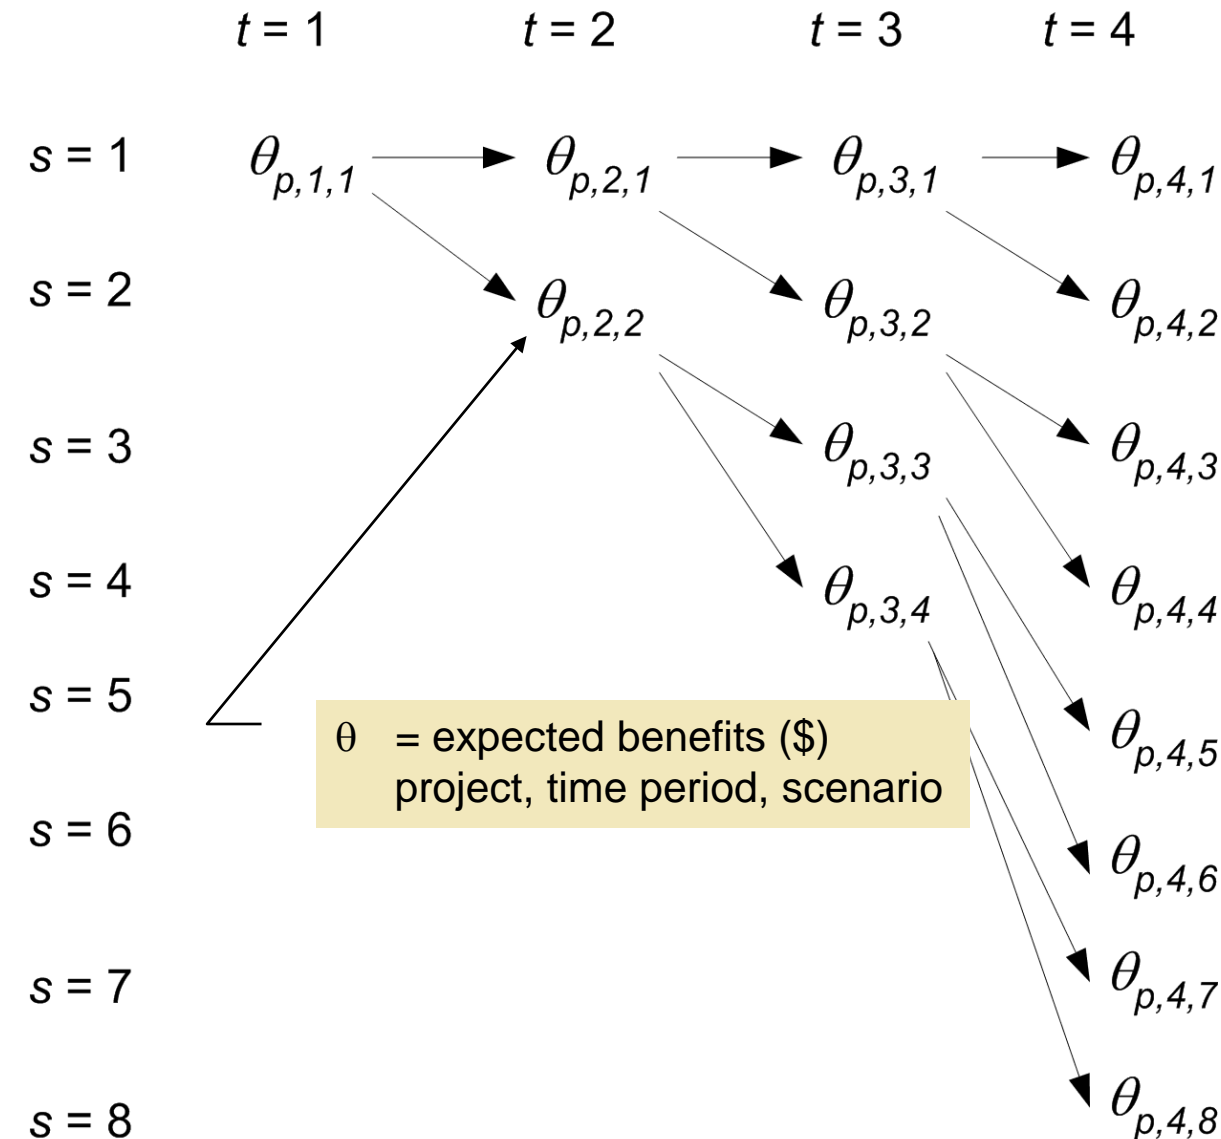 t = 1 t = 2 t = 3 t = 4
s = 1 θp,1,1 θp,2,1 θp,3,1 θp,4,1
s = 2 θp,2,2 θp,3,2 θp,4,2
s = 3 θp,3,3 θp,4,3
s = 4 θp,3,4 θp,4,4
s = 5 θp,4,5
θ = expected benefits ($)
project, time period, scenario
s = 6 θp,4,6
s = 7 θp,4,7
s = 8 θp,4,8